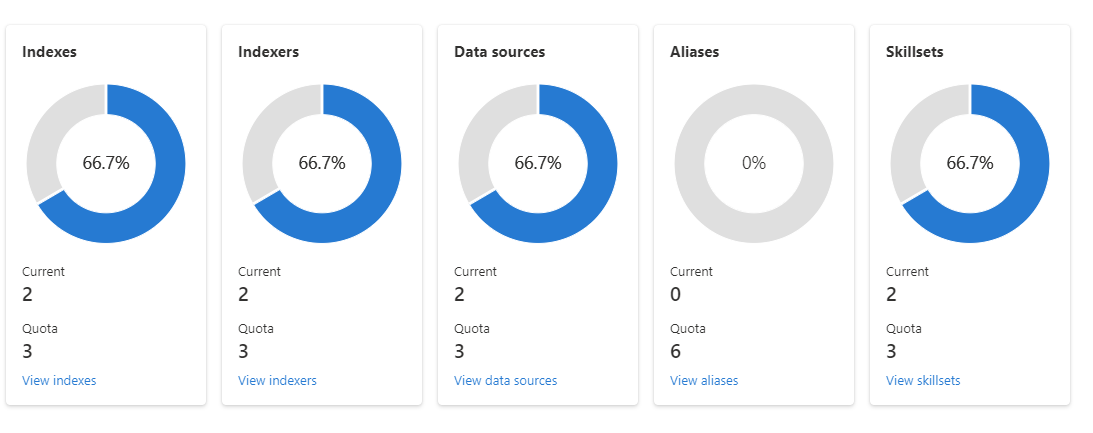 Indexes
66.7%
Current
2
Quota
3
View indexes
Indexers
66.7%
Current
2
Quota
3
View indexers
Data sources
66.7%
Current
2
Quota
3
View data sources
Aliases
0%
Current
0
Quota
6
View aliases
Skillsets
66.7%
Current
2
Quota
3
View skillsets